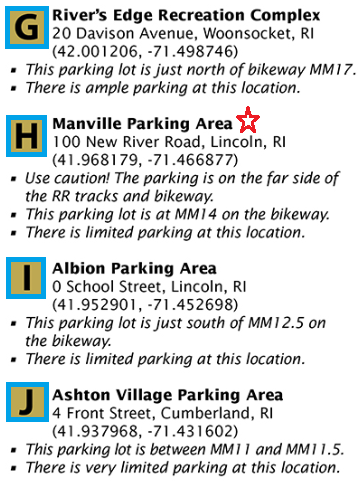 G River's Edge Recreation Complex
20 Davison Avenue, Woonsocket, RI
(42.001206, -71.498746)
▪ This parking lot is just north of bikeway MM17.
▪ There is ample parking at this location.
H Manville Parking Area
100 New River Road, Lincoln, RI
(41.968179, -71.466877)
▪ Use caution! The parking is on the far side of
the RR tracks and bikeway.
▪ This parking lot is at MM14 on the bikeway.
▪ There is limited parking at this location.
I Albion Parking Area
0 School Street, Lincoln, RI
(41.952901, -71.452698)
▪ This parking lot is just south of MM12.5 on
the bikeway.
▪ There is limited parking at this location.
J Ashton Village Parking Area
4 Front Street, Cumberland, RI
(41.937968, -71.431602)
▪ This parking lot is between MM11 and MM11.5.
▪ There is very limited parking at this location.